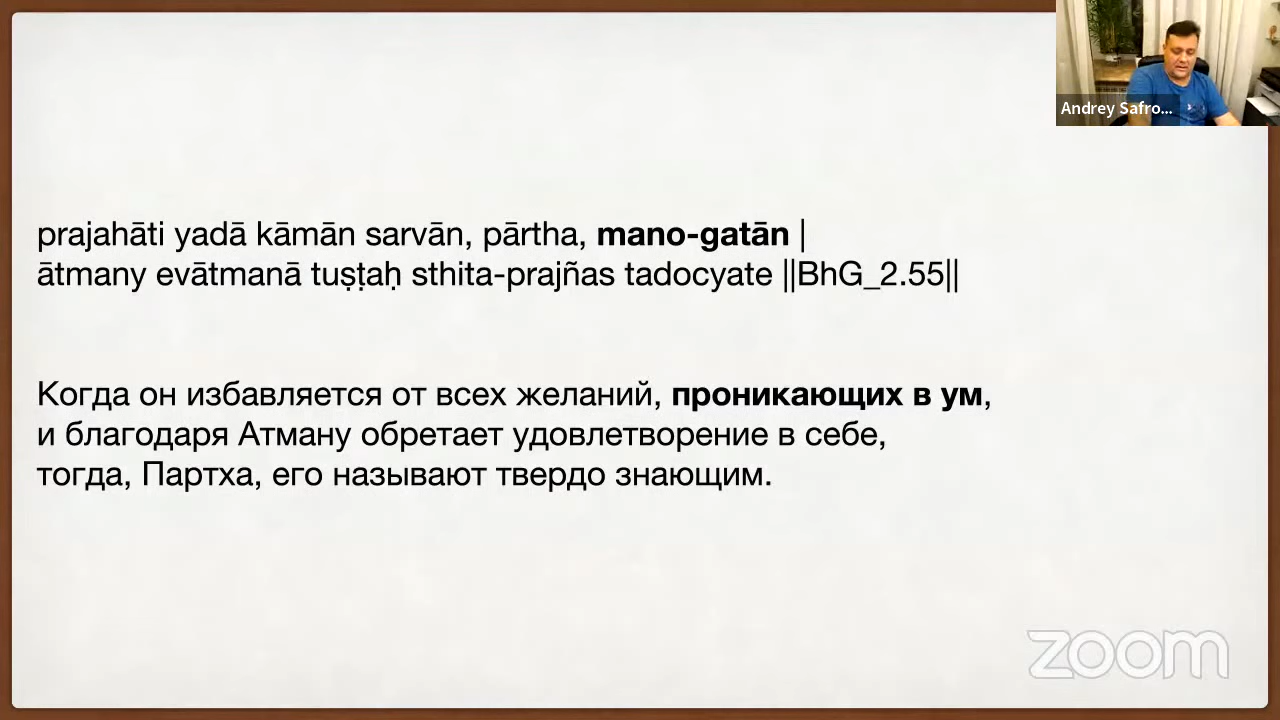 Andrey Safro...
prajahāti yadā kāmān sarvān, pārtha, mano-gatān |
ātmany evātmanā tuṣṭaḥ sthita-prajñas tadocyate ||BhG_2.55||
Когда он избавляется от всех желаний, проникающих в ум,
и благодаря Атману обретает удовлетворение в себе,
тогда, Партха, его называют твердо знающим.
zoom